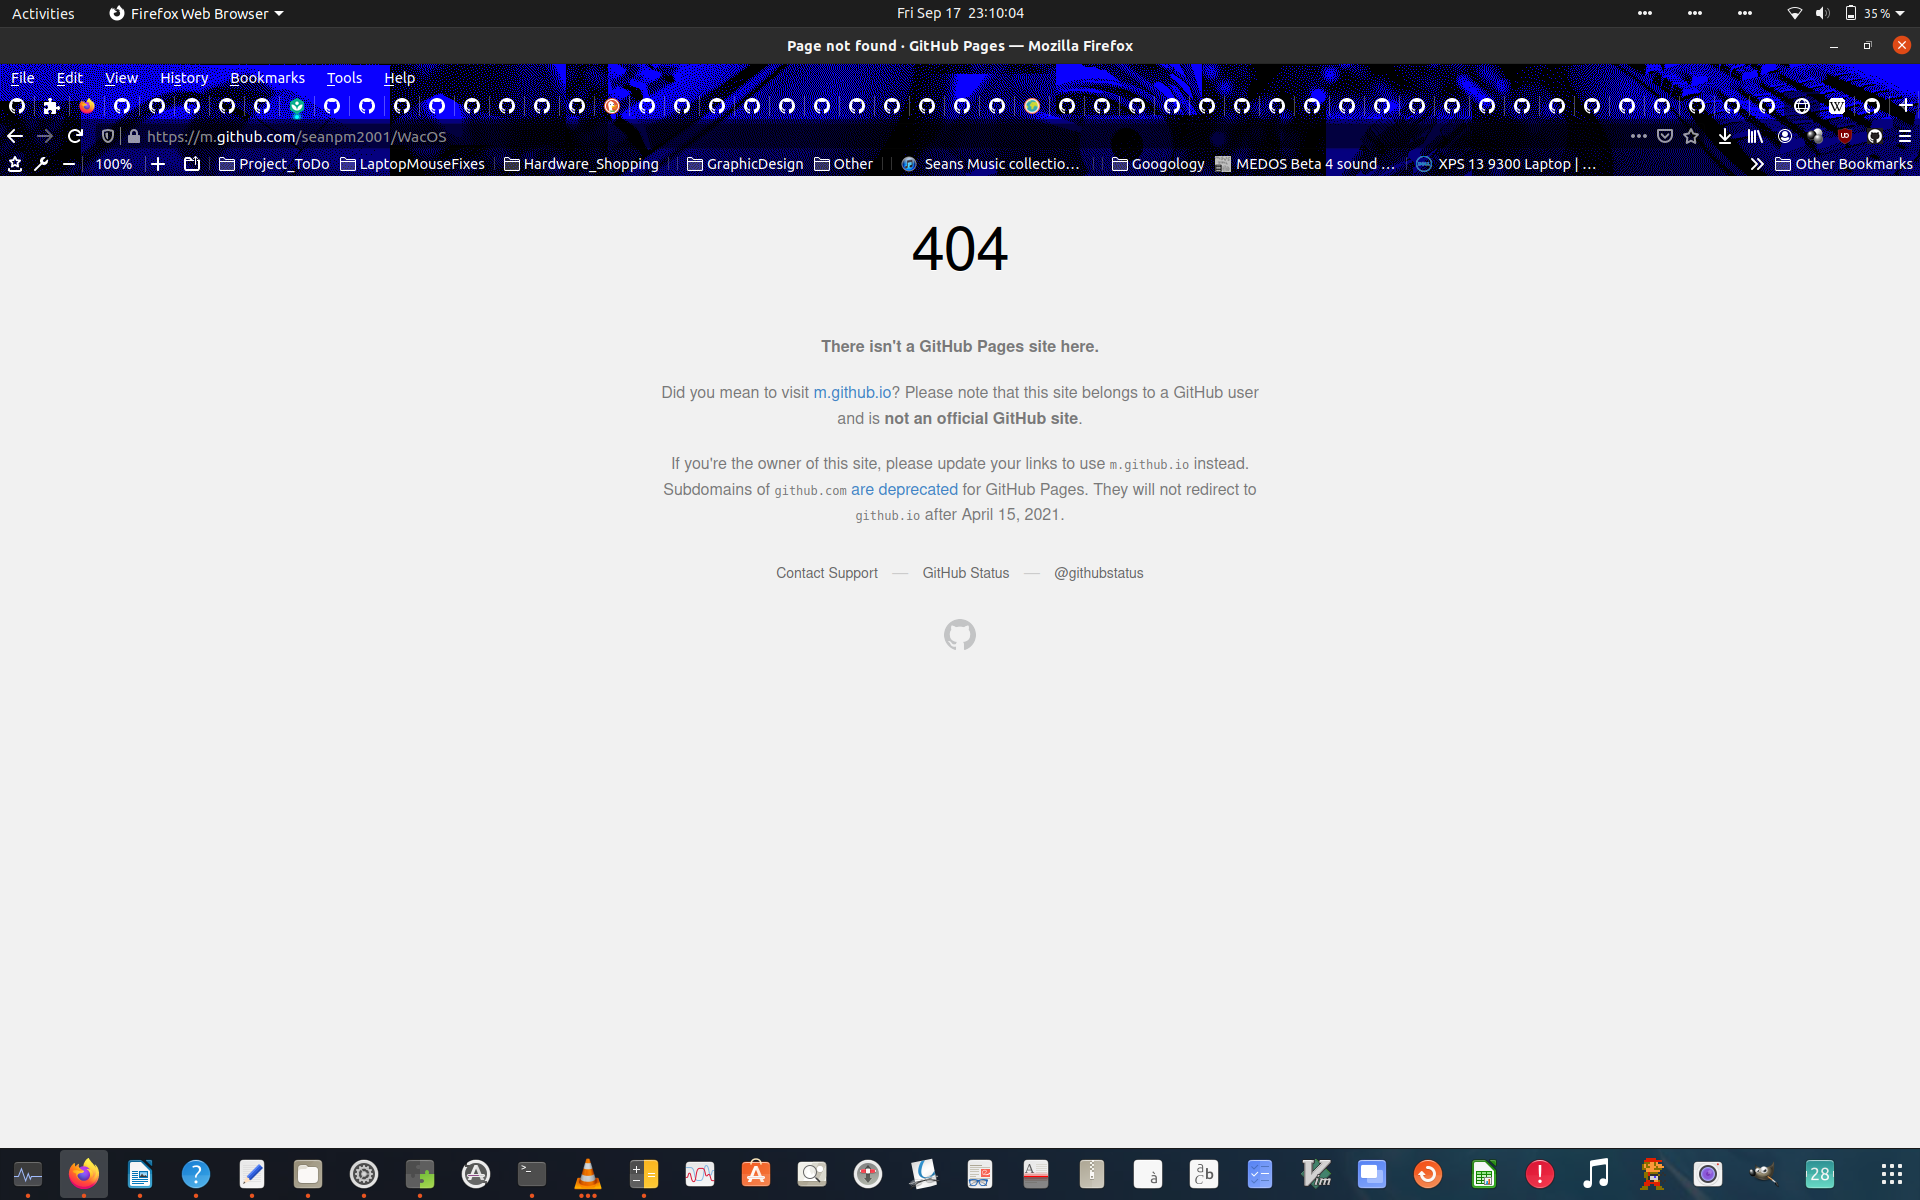 Activities Firefox Web Browser Fri Sep 17 23:10:04 35 %
Page not found · GitHub Pages — Mozilla Firefox
File Edit View History Bookmarks Tools Help
https://m.github.com/seanpm2001/WacOS
100% Project_ToDo LaptopMouseFixes Hardware_Shopping GraphicDesign Other Seans Music collectio… Googology MEDOS Beta 4 sound … XPS 13 9300 Laptop | … Other Bookmarks
404
There isn't a GitHub Pages site here.
Did you mean to visit m.github.io? Please note that this site belongs to a GitHub user
and is not an official GitHub site.
If you're the owner of this site, please update your links to use m.github.io instead.
Subdomains of github.com are deprecated for GitHub Pages. They will not redirect to
github.io after April 15, 2021.
Contact Support — GitHub Status — @githubstatus
28